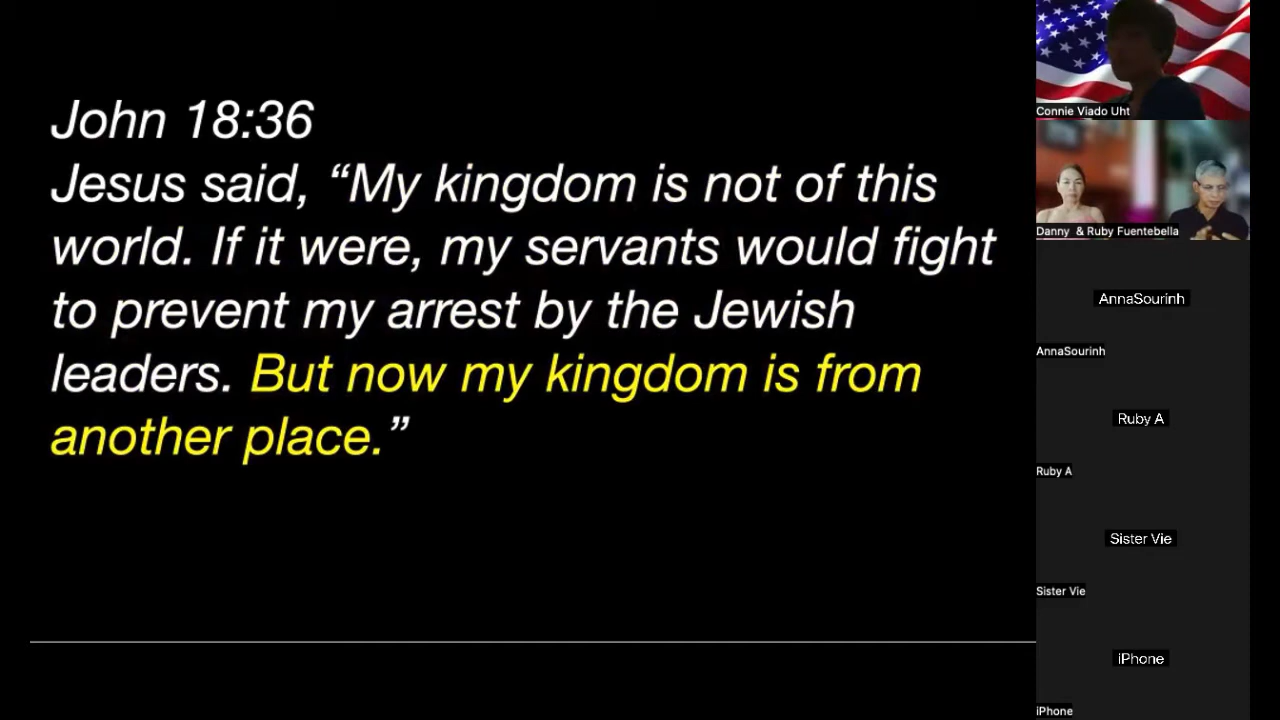 John 18:36
Jesus said, “My kingdom is not of this
world. If it were, my servants would fight
to prevent my arrest by the Jewish
leaders. But now my kingdom is from
another place.”
Connie Viado Uht
Danny & Ruby Fuentebella
AnnaSourinh
AnnaSourinh
Ruby A
Ruby A
Sister Vie
Sister Vie
iPhone
iPhone